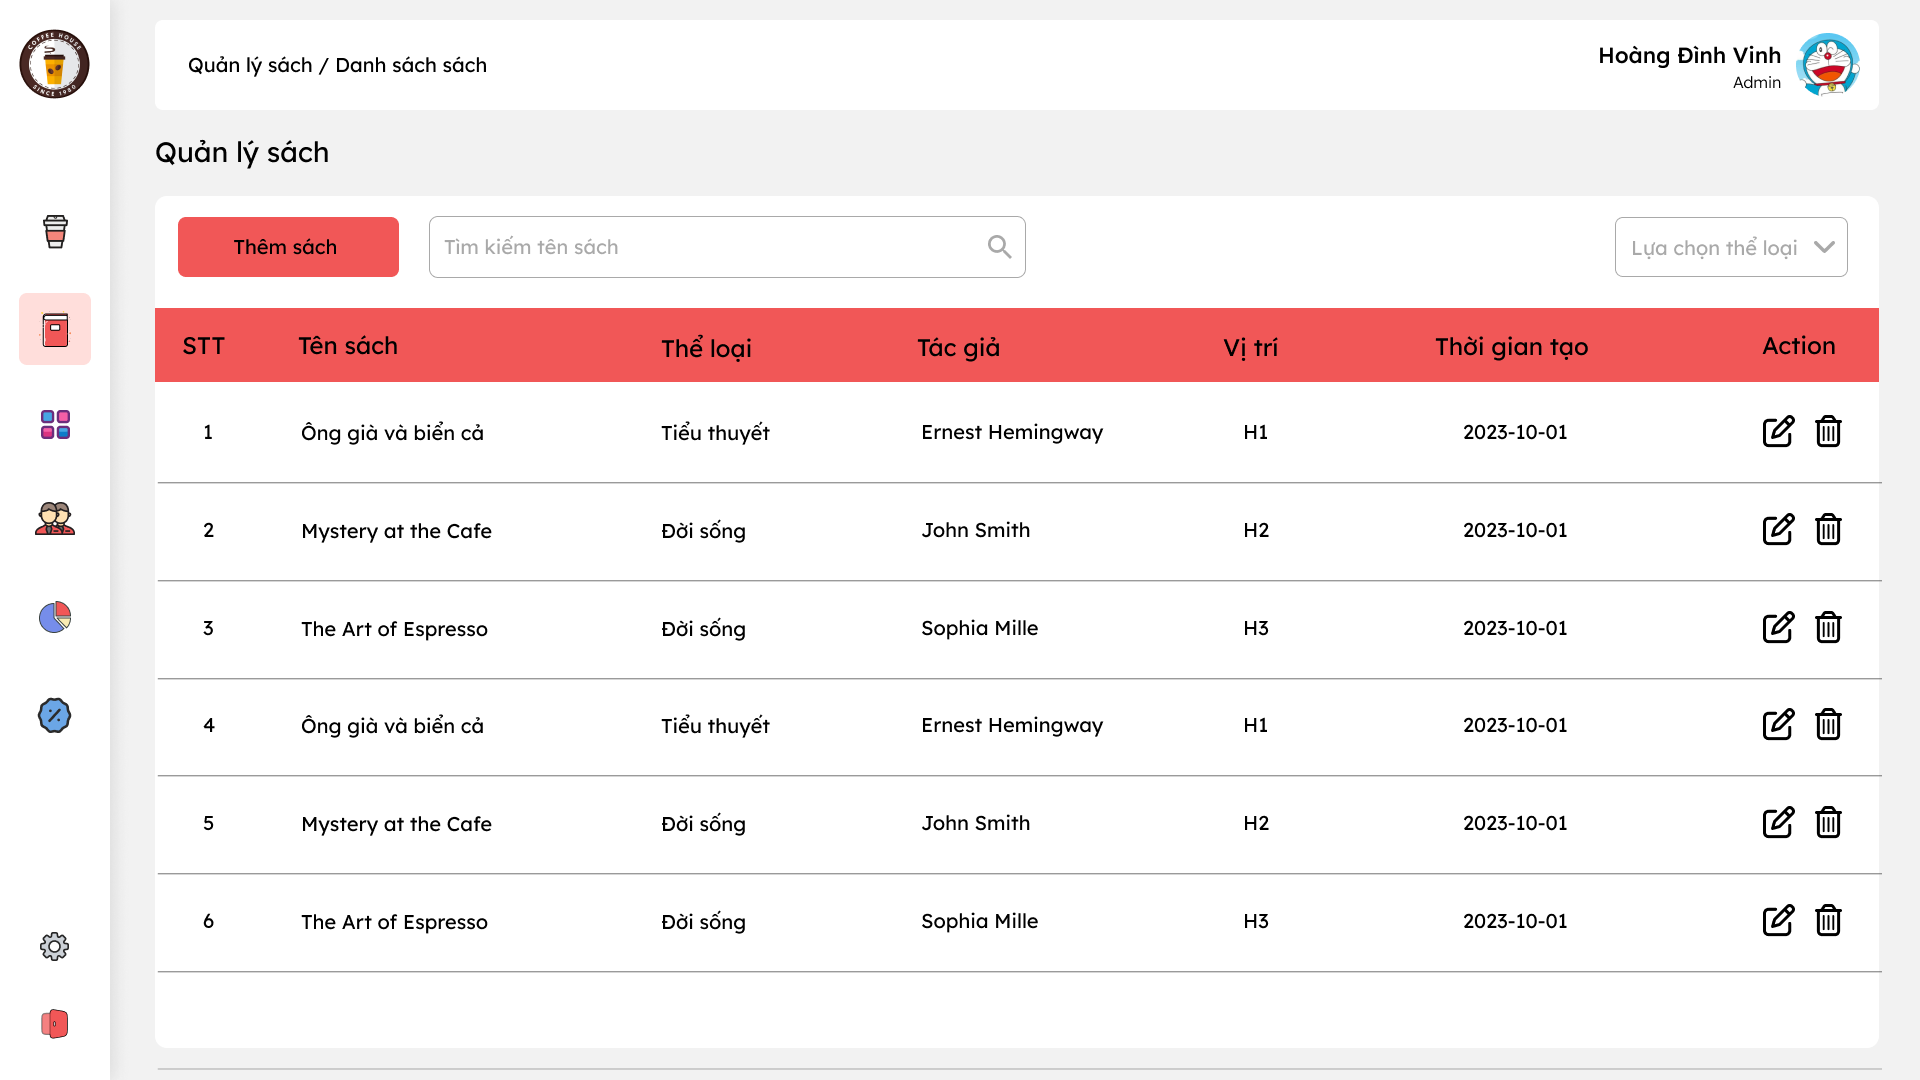 COFFEE HOUSE
SINCE 1980
Quản lý sách / Danh sách sách
Hoàng Đình Vinh
Admin
Quản lý sách
Thêm sách
Tìm kiếm tên sách
Lựa chọn thể loại
STT Tên sách Thể loại Tác giả Vị trí Thời gian tạo Action
1 Ông già và biển cả Tiểu thuyết Ernest Hemingway H1 2023-10-01
2 Mystery at the Cafe Đời sống John Smith H2 2023-10-01
3 The Art of Espresso Đời sống Sophia Mille H3 2023-10-01
4 Ông già và biển cả Tiểu thuyết Ernest Hemingway H1 2023-10-01
5 Mystery at the Cafe Đời sống John Smith H2 2023-10-01
6 The Art of Espresso Đời sống Sophia Mille H3 2023-10-01